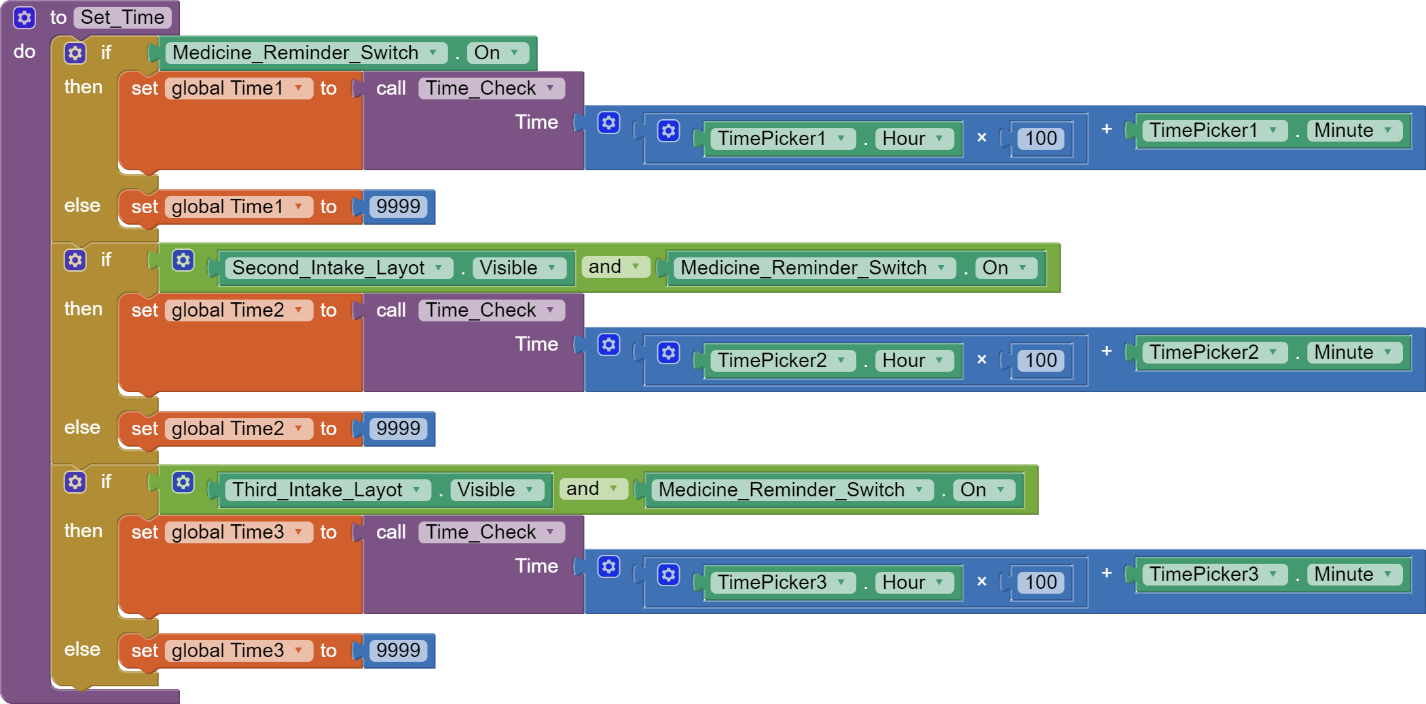 to Set_Time
do if Medicine_Reminder_Switch . On
then set global Time1 to call Time_Check
Time TimePicker1 . Hour × 100 + TimePicker1 . Minute
else set global Time1 to 9999
if Second_Intake_Layot . Visible and Medicine_Reminder_Switch . On
then set global Time2 to call Time_Check
Time TimePicker2 . Hour × 100 + TimePicker2 . Minute
else set global Time2 to 9999
if Third_Intake_Layot . Visible and Medicine_Reminder_Switch . On
then set global Time3 to call Time_Check
Time TimePicker3 . Hour × 100 + TimePicker3 . Minute
else set global Time3 to 9999